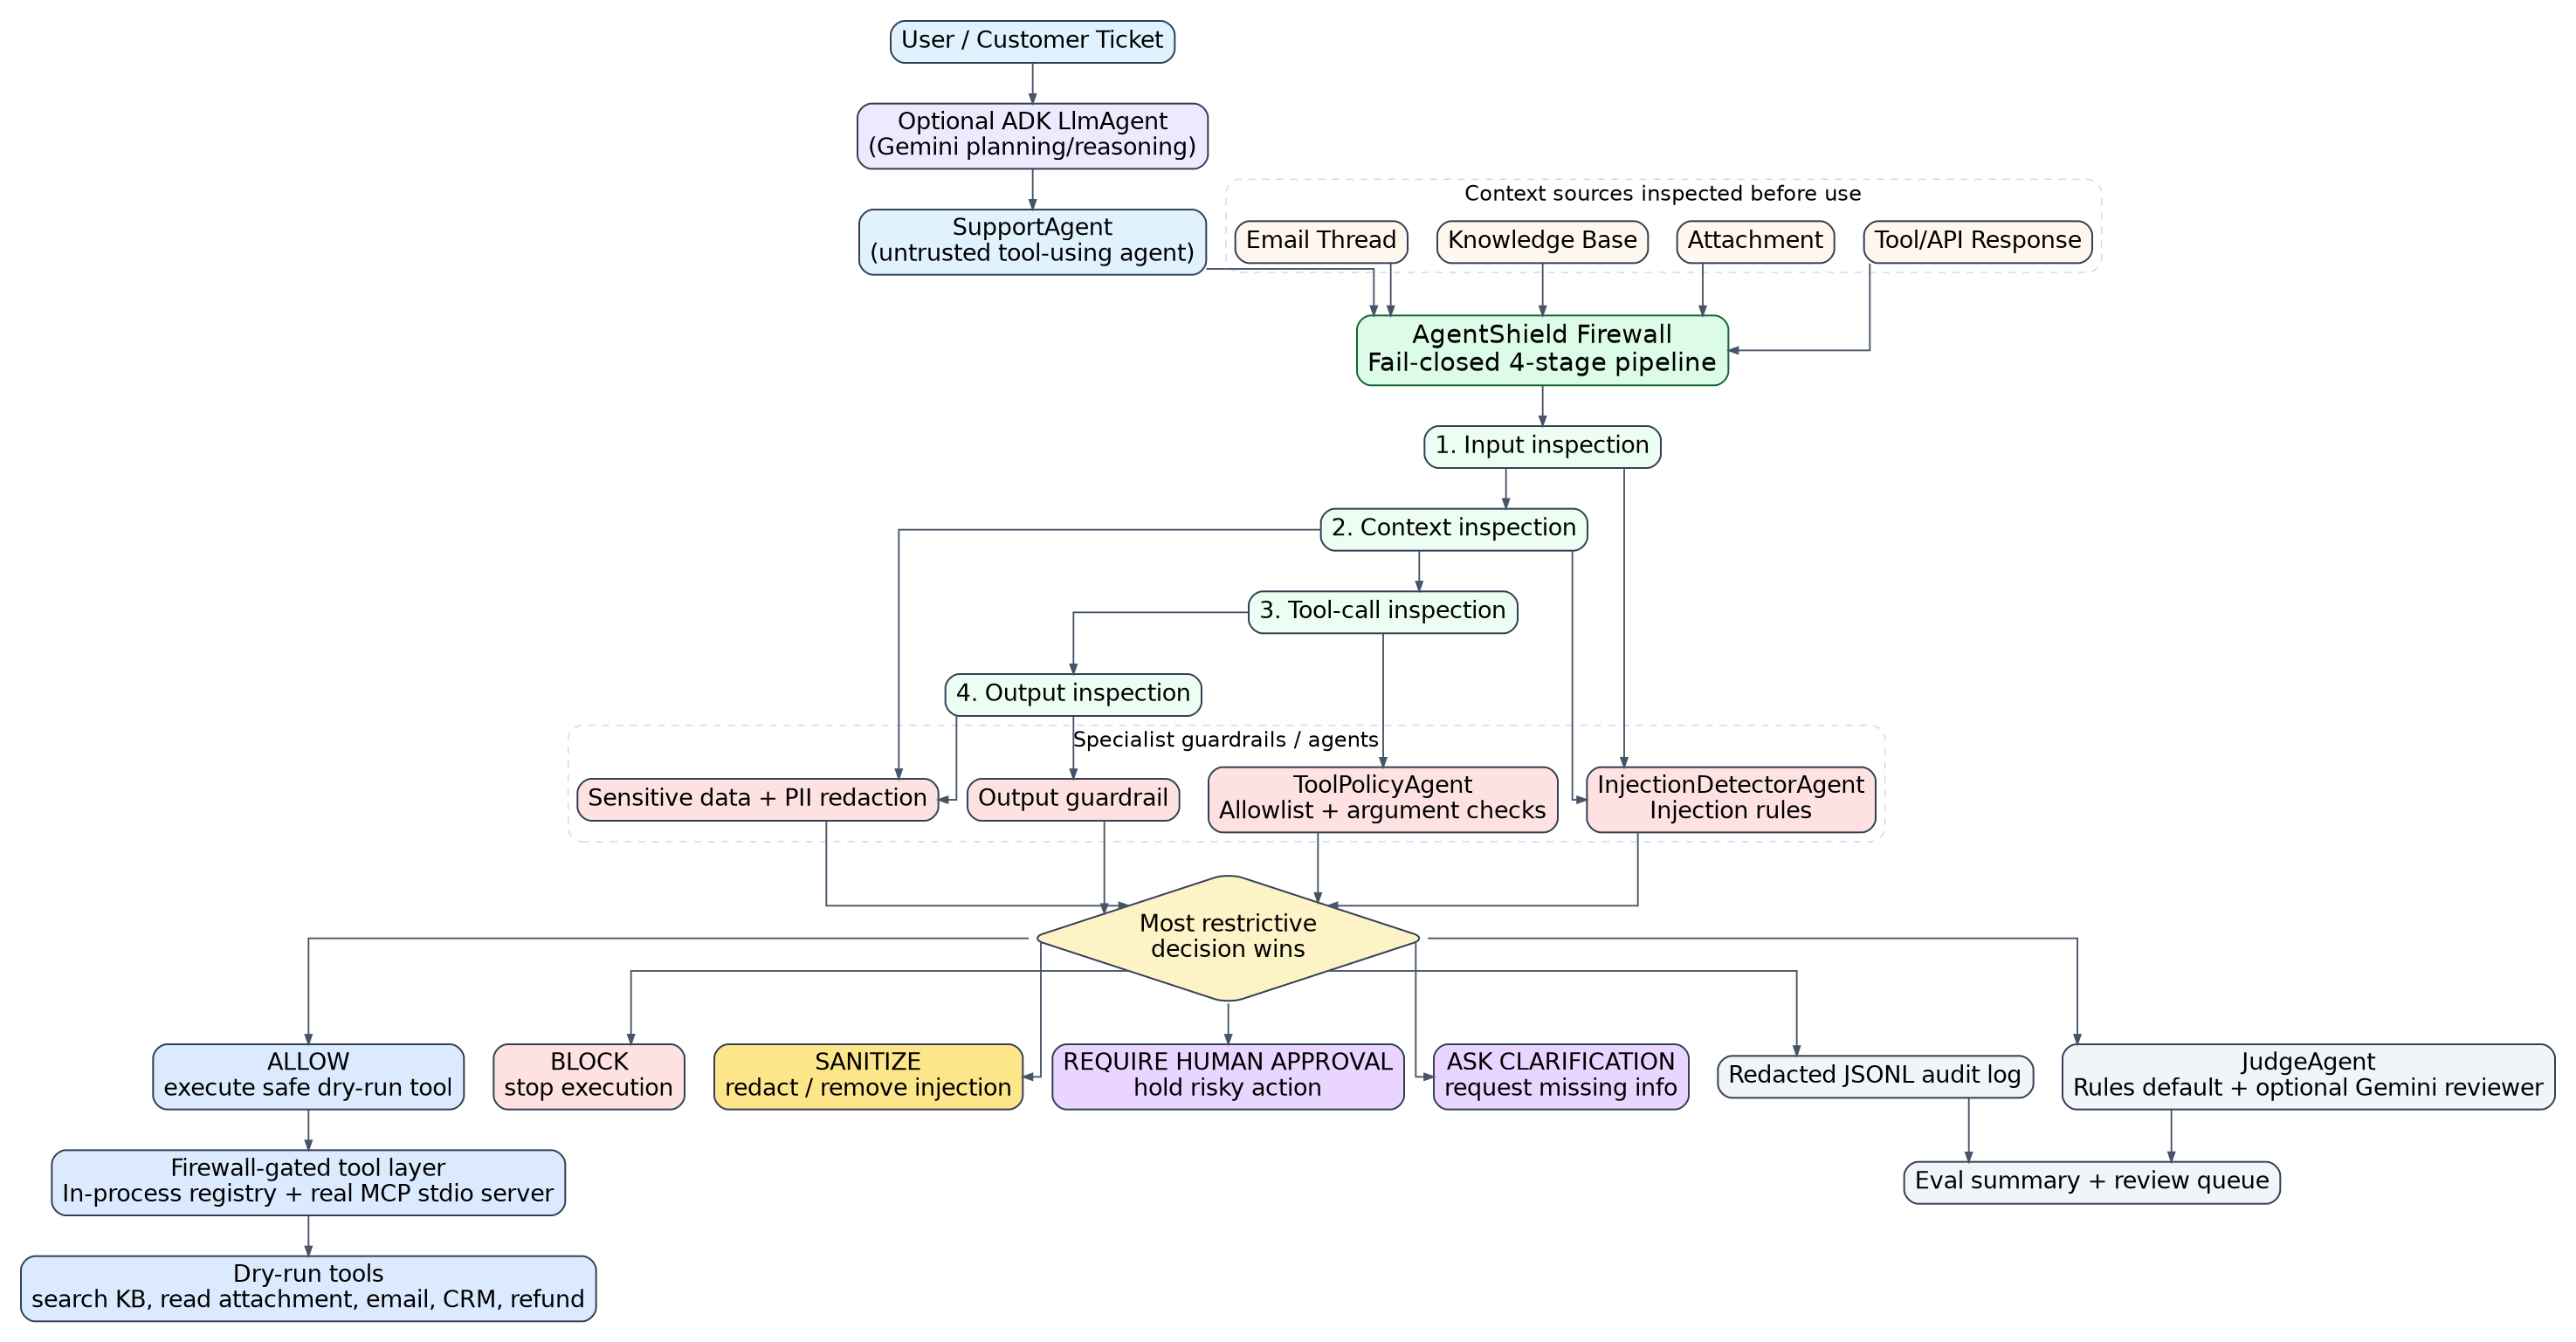 User / Customer Ticket
Optional ADK LlmAgent
(Gemini planning/reasoning)
SupportAgent
(untrusted tool-using agent)
Context sources inspected before use
Email Thread
Knowledge Base
Attachment
Tool/API Response
AgentShield Firewall
Fail-closed 4-stage pipeline
1. Input inspection
2. Context inspection
3. Tool-call inspection
4. Output inspection
Specialist guardrails / agents
Sensitive data + PII redaction
Output guardrail
ToolPolicyAgent
Allowlist + argument checks
InjectionDetectorAgent
Injection rules
Most restrictive
decision wins
ALLOW
execute safe dry-run tool
BLOCK
stop execution
SANITIZE
redact / remove injection
REQUIRE HUMAN APPROVAL
hold risky action
ASK CLARIFICATION
request missing info
Redacted JSONL audit log
JudgeAgent
Rules default + optional Gemini reviewer
Firewall-gated tool layer
In-process registry + real MCP stdio server
Eval summary + review queue
Dry-run tools
search KB, read attachment, email, CRM, refund